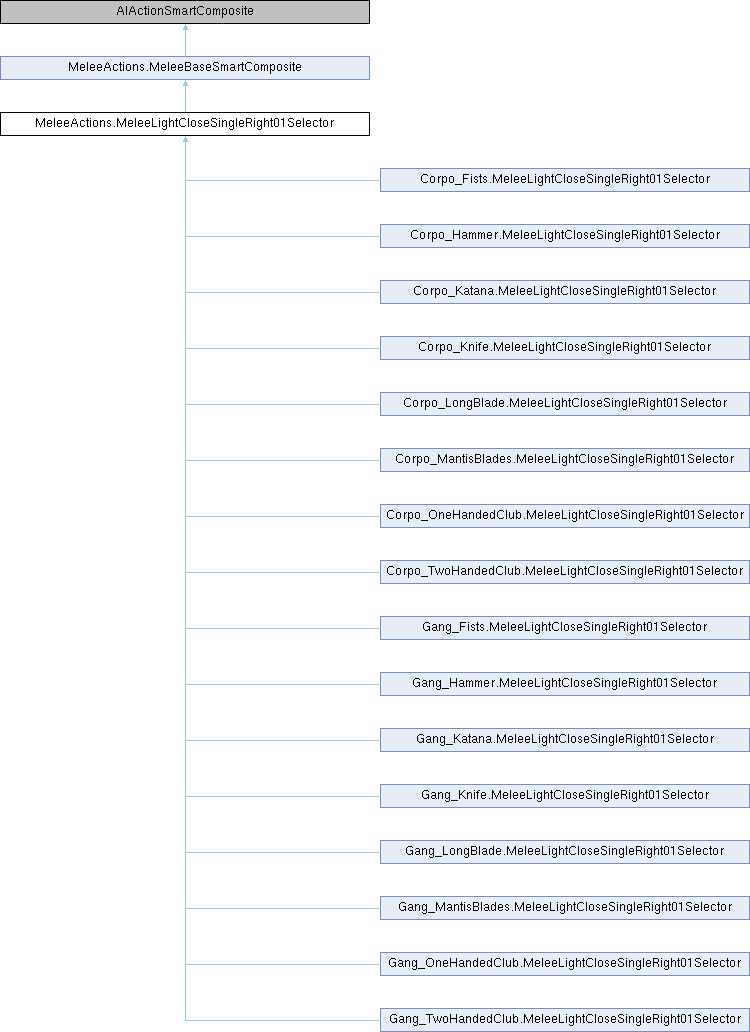 AIActionSmartComposite
MeleeActions.MeleeBaseSmartComposite
MeleeActions.MeleeLightCloseSingleRight01Selector
Corpo_Fists.MeleeLightCloseSingleRight01Selector
Corpo_Hammer.MeleeLightCloseSingleRight01Selector
Corpo_Katana.MeleeLightCloseSingleRight01Selector
Corpo_Knife.MeleeLightCloseSingleRight01Selector
Corpo_LongBlade.MeleeLightCloseSingleRight01Selector
Corpo_MantisBlades.MeleeLightCloseSingleRight01Selector
Corpo_OneHandedClub.MeleeLightCloseSingleRight01Selector
Corpo_TwoHandedClub.MeleeLightCloseSingleRight01Selector
Gang_Fists.MeleeLightCloseSingleRight01Selector
Gang_Hammer.MeleeLightCloseSingleRight01Selector
Gang_Katana.MeleeLightCloseSingleRight01Selector
Gang_Knife.MeleeLightCloseSingleRight01Selector
Gang_LongBlade.MeleeLightCloseSingleRight01Selector
Gang_MantisBlades.MeleeLightCloseSingleRight01Selector
Gang_OneHandedClub.MeleeLightCloseSingleRight01Selector
Gang_TwoHandedClub.MeleeLightCloseSingleRight01Selector